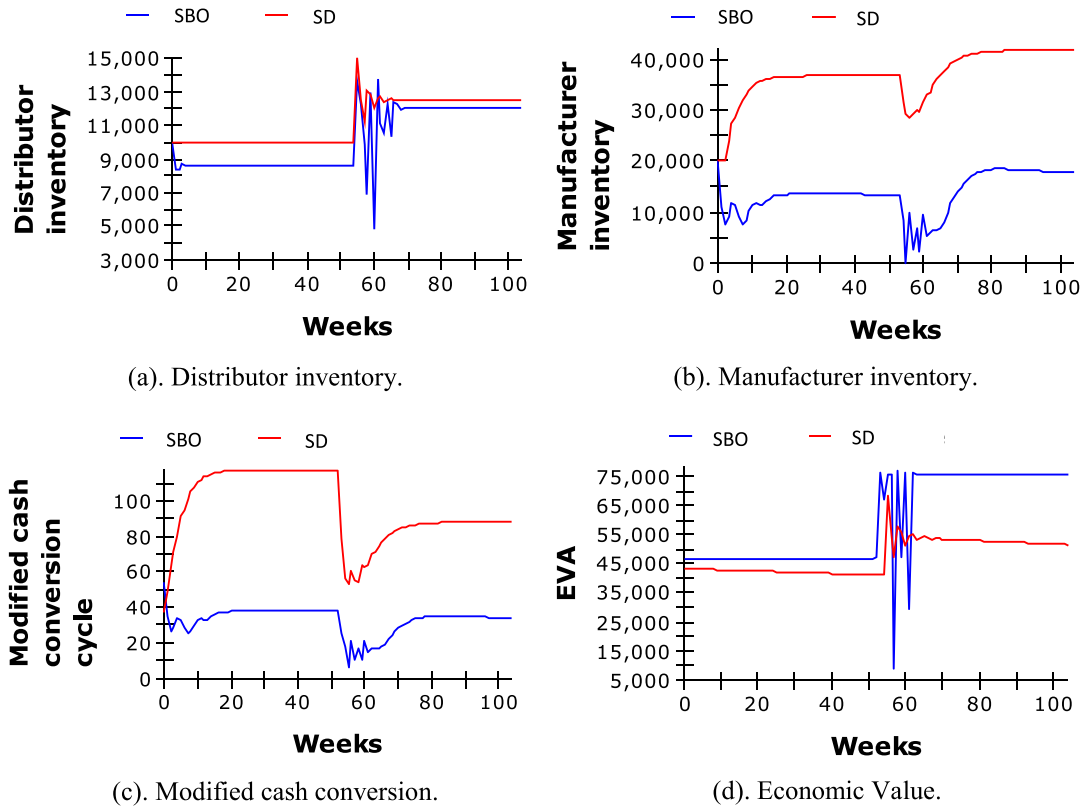 SBO SD
15,000
13,000
11,000
9,000
7,000
5,000
3,000
Distributor
inventory
0 20 40 60 80 100
Weeks
(a). Distributor inventory.
SBO SD
40,000
30,000
20,000
10,000
0
Manufacturer
inventory
0 20 40 60 80 100
Weeks
(b). Manufacturer inventory.
SBO SD
100
80
60
40
20
0
Modified cash
conversion
cycle
0 20 40 60 80 100
Weeks
(c). Modified cash conversion.
SBO SD
75,000
65,000
55,000
45,000
35,000
25,000
15,000
5,000
EVA
0 20 40 60 80 100
Weeks
(d). Economic Value.